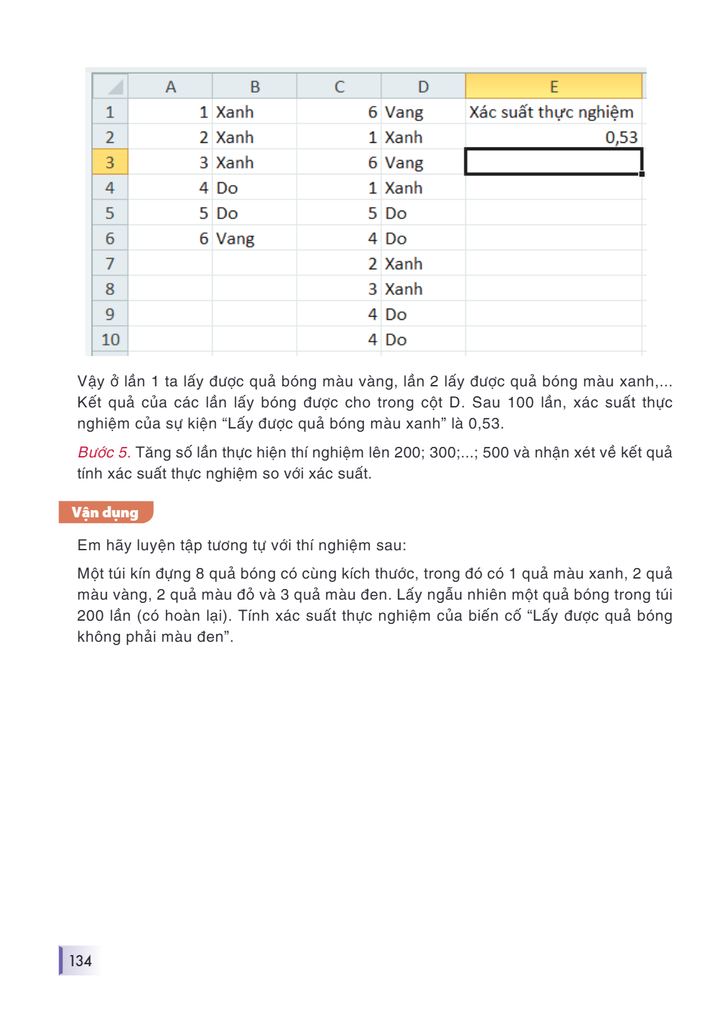 A B C D E
1 1 Xanh 6 Vang Xác suất thực nghiệm
2 2 Xanh 1 Xanh 0,53
3 3 Xanh 6 Vang
4 4 Do 1 Xanh
5 5 Do 5 Do
6 6 Vang 4 Do
7 2 Xanh
8 3 Xanh
9 4 Do
10 4 Do
Vậy ở lần 1 ta lấy được quả bóng màu vàng, lần 2 lấy được quả bóng màu xanh,...
Kết quả của các lần lấy bóng được cho trong cột D. Sau 100 lần, xác suất thực
nghiệm của sự kiện “Lấy được quả bóng màu xanh” là 0,53.
Bước 5. Tăng số lần thực hiện thí nghiệm lên 200; 300;...; 500 và nhận xét về kết quả
tính xác suất thực nghiệm so với xác suất.
Vận dụng
Em hãy luyện tập tương tự với thí nghiệm sau:
Một túi kín đựng 8 quả bóng có cùng kích thước, trong đó có 1 quả màu xanh, 2 quả
màu vàng, 2 quả màu đỏ và 3 quả màu đen. Lấy ngẫu nhiên một quả bóng trong túi
200 lần (có hoàn lại). Tính xác suất thực nghiệm của biến cố “Lấy được quả bóng
không phải màu đen”.
134